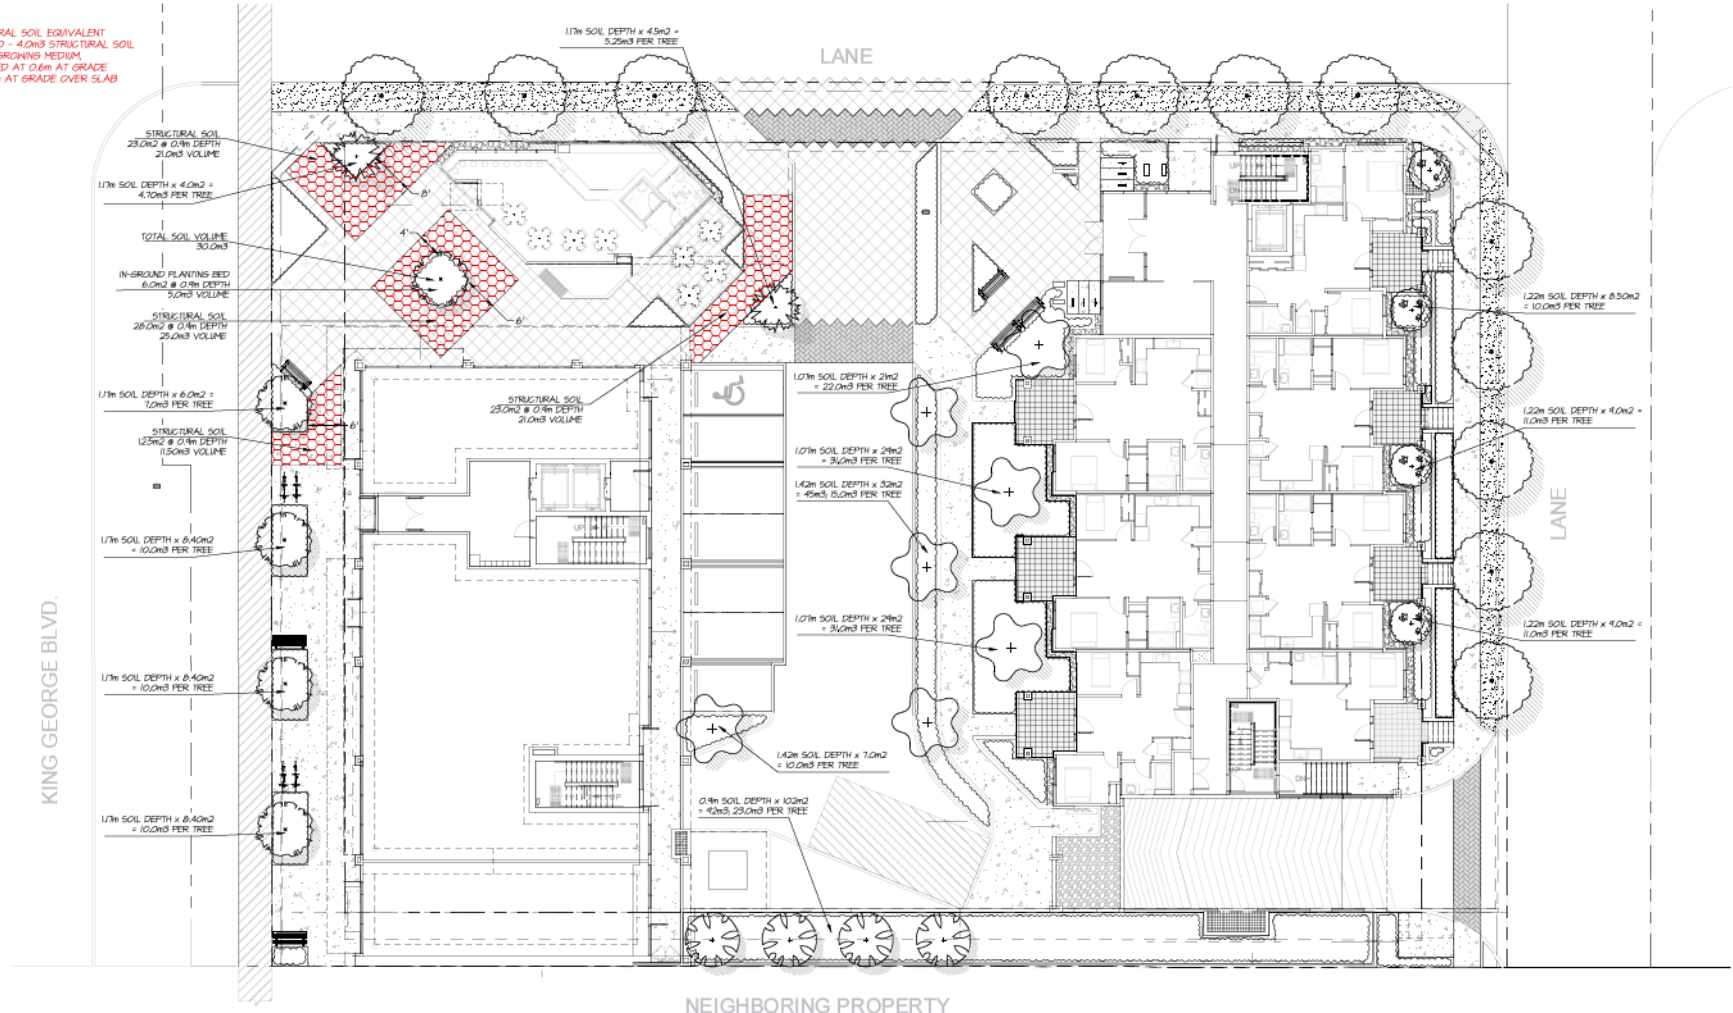 RAL SOIL EQUIVALENT
D - 4.0m3 STRUCTURAL SOIL
GROWING MEDIUM,
ED AT 0.6m AT GRADE
AT GRADE OVER SLAB
1.17m SOIL DEPTH x 4.5m2 =
5.25m3 PER TREE
LANE
STRUCTURAL SOIL
23.0m2 @ 0.9m DEPTH
21.0m3 VOLUME
1.17m SOIL DEPTH x 4.0m2 =
4.70m3 PER TREE
8'
TOTAL SOIL VOLUME
30.0m3
4'
IN-GROUND PLANTING BED
6.0m2 @ 0.9m DEPTH
5.0m3 VOLUME
STRUCTURAL SOIL
28.0m2 @ 0.9m DEPTH
25.0m3 VOLUME
6'
1.17m SOIL DEPTH x 6.0m2 =
7.0m3 PER TREE
STRUCTURAL SOIL
12.5m2 @ 0.9m DEPTH
11.50m3 VOLUME
6'
STRUCTURAL SOIL
23.0m2 @ 0.9m DEPTH
21.0m3 VOLUME
1.07m SOIL DEPTH x 21m2
= 22.0m3 PER TREE
1.22m SOIL DEPTH x 8.50m2
= 10.0m3 PER TREE
1.22m SOIL DEPTH x 9.0m2 =
11.0m3 PER TREE
1.07m SOIL DEPTH x 29m2
= 31.0m3 PER TREE
1.42m SOIL DEPTH x 32m2
= 45m3; 15.0m3 PER TREE
1.17m SOIL DEPTH x 8.40m2
= 10.0m3 PER TREE
UP
LANE
1.07m SOIL DEPTH x 29m2
= 31.0m3 PER TREE
1.22m SOIL DEPTH x 9.0m2 =
11.0m3 PER TREE
KING GEORGE BLVD.
1.17m SOIL DEPTH x 8.40m2
= 10.0m3 PER TREE
1.42m SOIL DEPTH x 7.0m2
= 10.0m3 PER TREE
1.17m SOIL DEPTH x 8.40m2
= 10.0m3 PER TREE
UP
0.9m SOIL DEPTH x 102m2
= 92m3; 23.0m3 PER TREE
NEIGHBORING PROPERTY